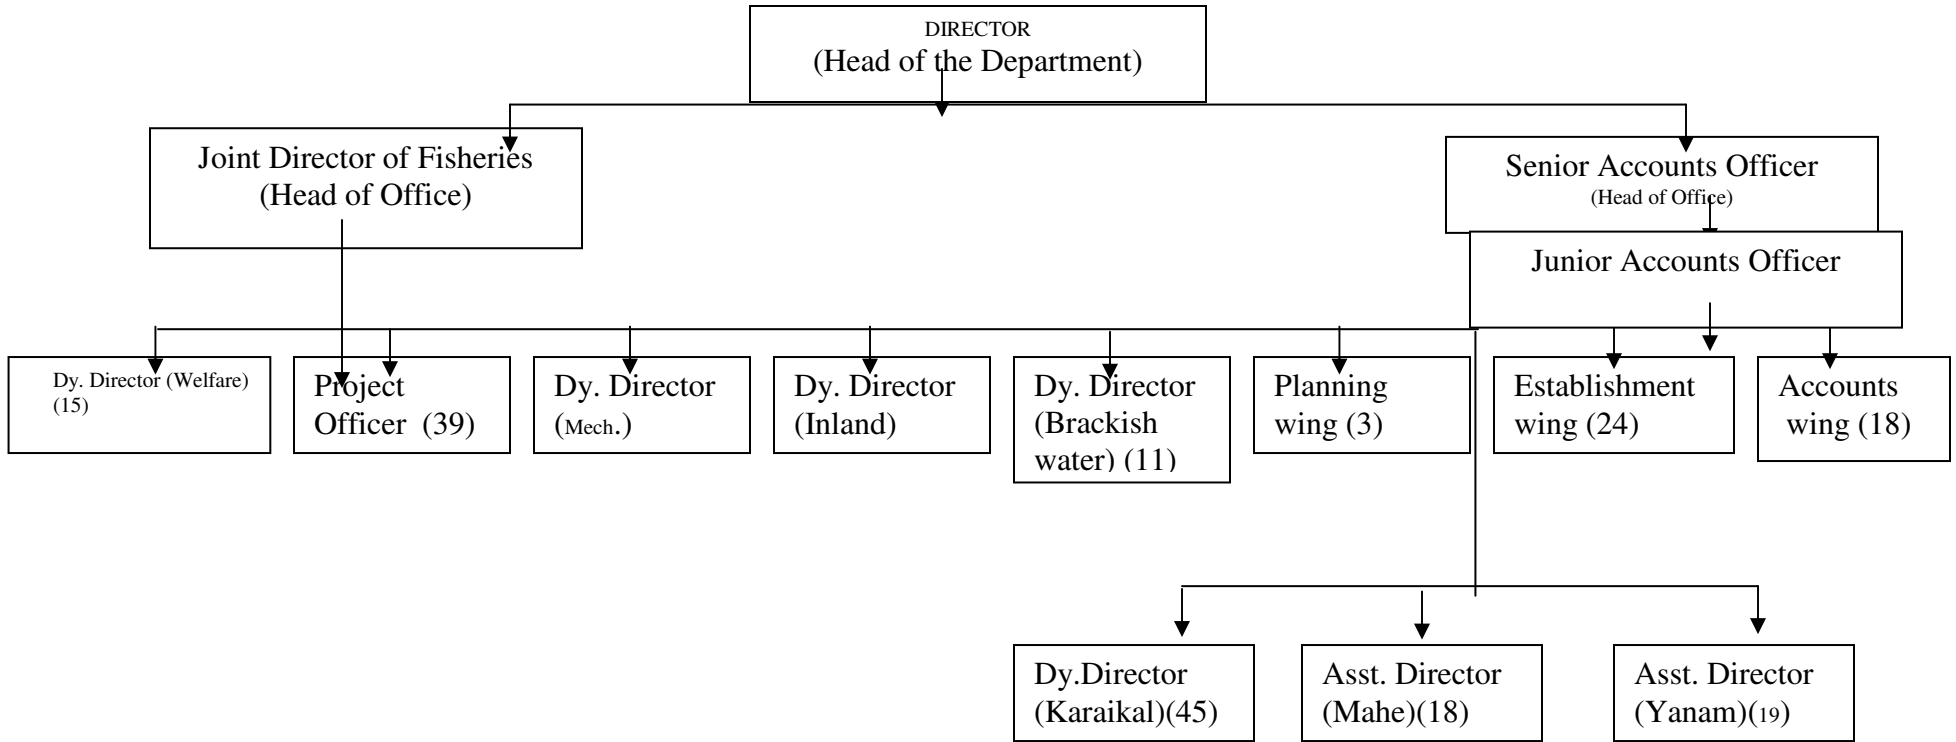 DIRECTOR
(Head of the Department)
Joint Director of Fisheries
(Head of Office)
Senior Accounts Officer
(Head of Office)
Junior Accounts Officer
Dy. Director (Welfare)
(15)
Project
Officer (39)
Dy. Director
(Mech.)
Dy. Director
(Inland)
Dy. Director
(Brackish
water) (11)
Planning
wing (3)
Establishment
wing (24)
Accounts
wing (18)
Dy.Director
(Karaikal)(45)
Asst. Director
(Mahe)(18)
Asst. Director
(Yanam)(19)